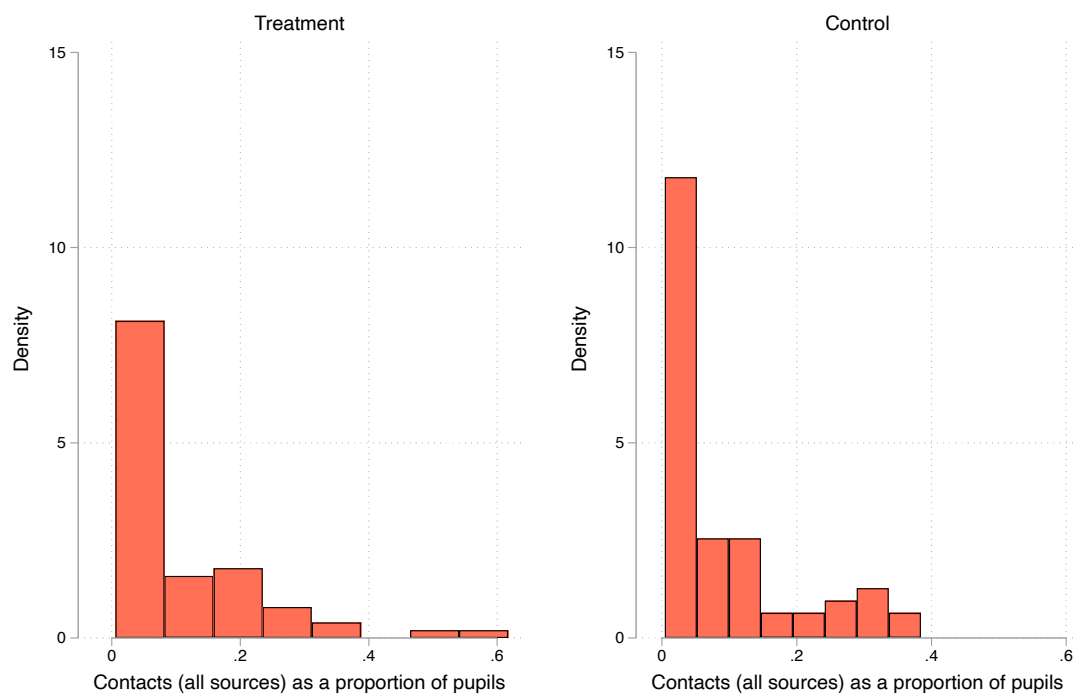 Treatment
15
10
5
0
Density
0
.2
.4
.6
Contacts (all sources) as a proportion of pupils
Control
15
10
5
0
Density
0
.2
.4
.6
Contacts (all sources) as a proportion of pupils